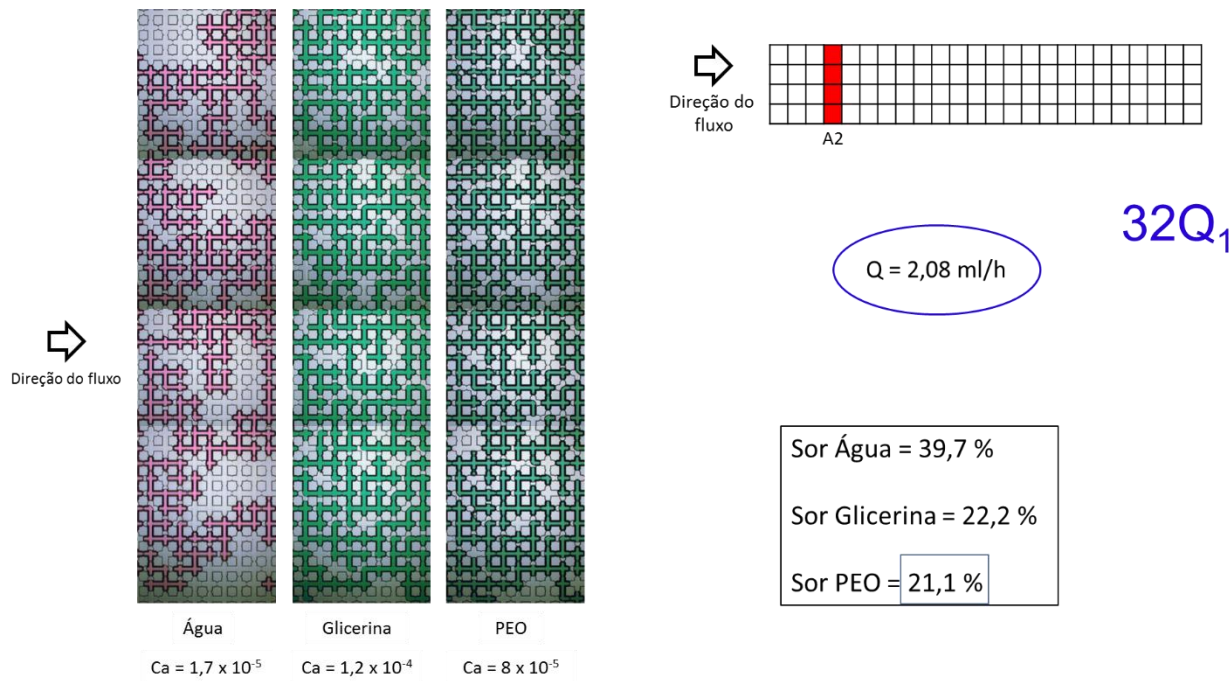 Direção do
fluxo
A2
32Q₁
Q = 2,08 ml/h
Direção do fluxo
Sor Água = 39,7 %
Sor Glicerina = 22,2 %
Sor PEO = 21,1 %
Água Glicerina PEO
Ca = 1,7 x 10⁻⁵ Ca = 1,2 x 10⁻⁴ Ca = 8 x 10⁻⁵